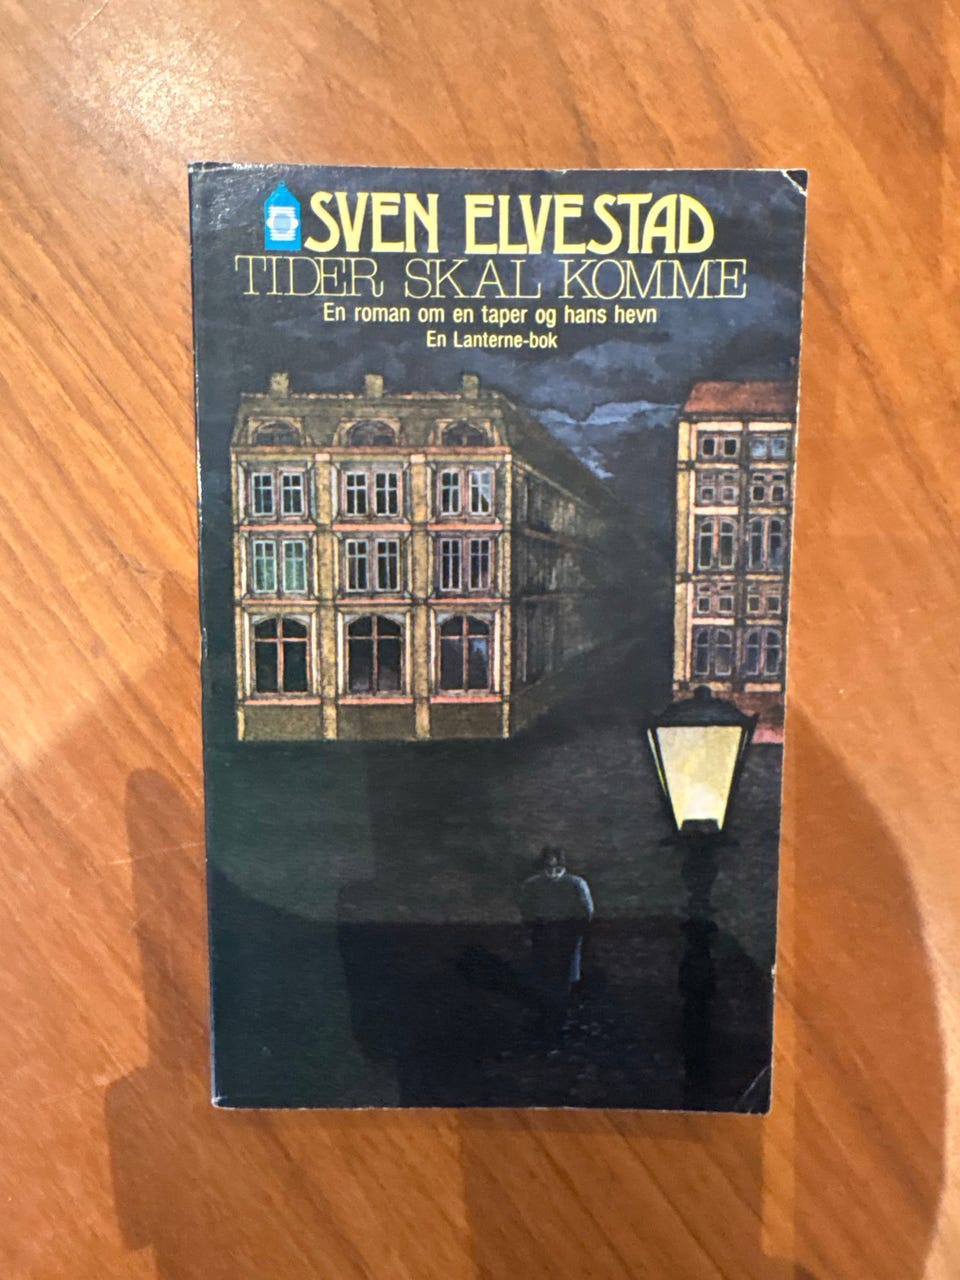 SVEN ELVESTAD
TIDER SKAL KOMME
En roman om en taper og hans hevn
En Lanterne-bok